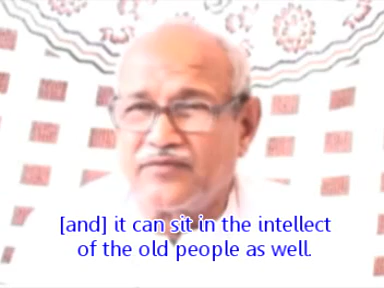 [and] it can sit in the intellect
of the old people as well.